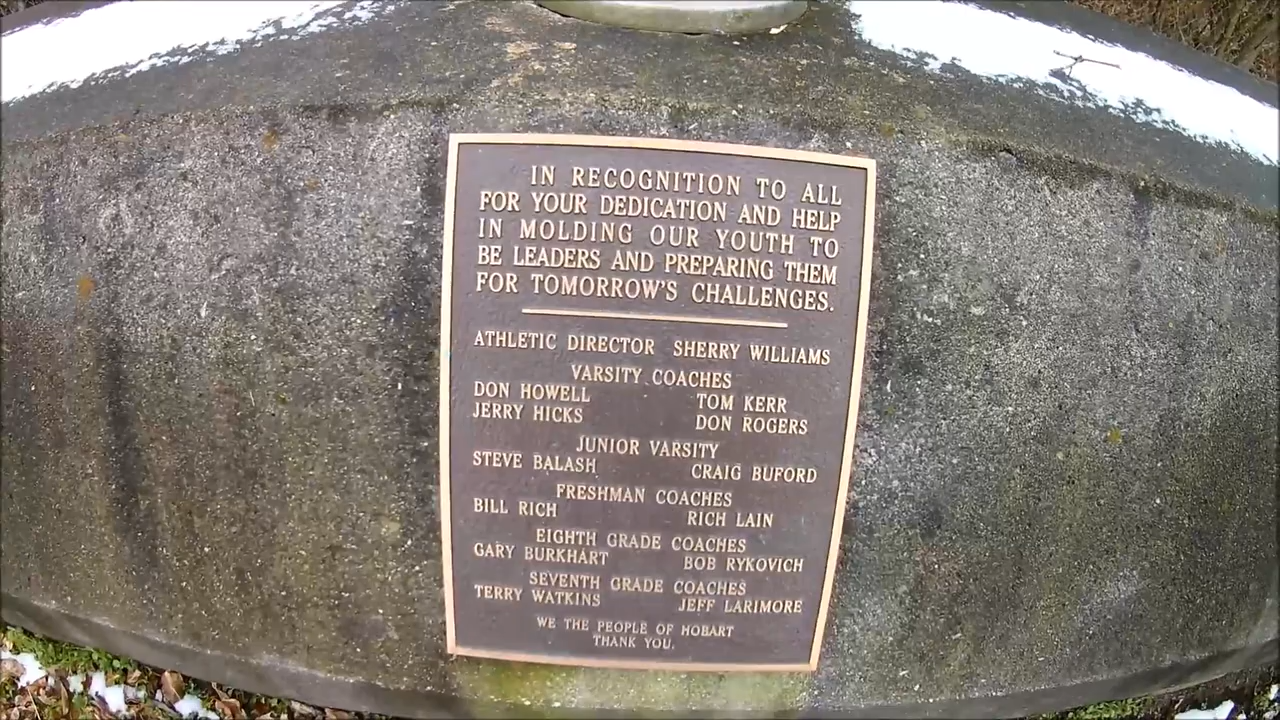 IN RECOGNITION TO ALL
FOR YOUR DEDICATION AND HELP
IN MOLDING OUR YOUTH TO
BE LEADERS AND PREPARING THEM
FOR TOMORROW'S CHALLENGES.
ATHLETIC DIRECTOR SHERRY WILLIAMS
VARSITY COACHES
DON HOWELL TOM KERR
JERRY HICKS DON ROGERS
JUNIOR VARSITY
STEVE BALASH CRAIG BUFORD
FRESHMAN COACHES
BILL RICH RICH LAIN
EIGHTH GRADE COACHES
GARY BURKHART BOB RYKOVICH
SEVENTH GRADE COACHES
TERRY WATKINS JEFF LARIMORE
WE THE PEOPLE OF HOBART
THANK YOU.